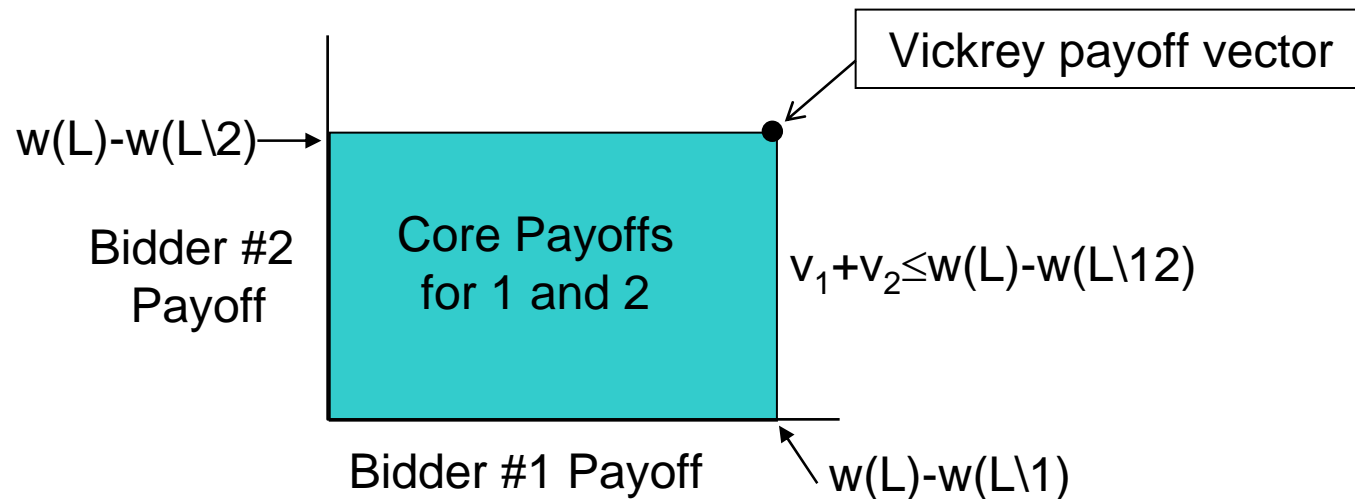 Vickrey payoff vector
w(L)-w(L\2)
Bidder #2
Payoff
Core Payoffs
for 1 and 2
v₁+v₂≤w(L)-w(L\12)
Bidder #1 Payoff
w(L)-w(L\1)